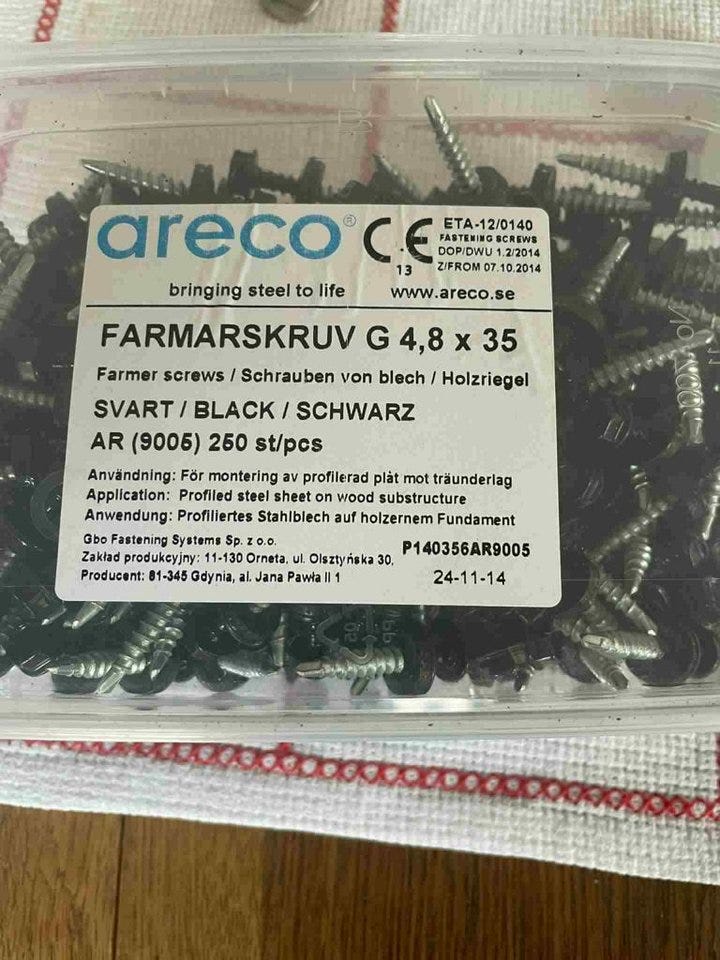 areco®
CE
13
ETA-12/0140
FASTENING SCREWS
DOP/DWU 1.2/2014
Z/FROM 07.10.2014
bringing steel to life
www.areco.se
FARMARSKRUV G 4,8 x 35
Farmer screws / Schrauben von blech / Holzriegel
SVART / BLACK / SCHWARZ
AR (9005) 250 st/pcs
Användning: För montering av profilerad plåt mot träunderlag
Application: Profiled steel sheet on wood substructure
Anwendung: Profiliertes Stahlblech auf holzernem Fundament
Gbo Fastening Systems Sp. z o.o.
Zakład produkcyjny: 11-130 Orneta, ul. Olsztyńska 30,
Producent: 81-345 Gdynia, al. Jana Pawła II 1
P140356AR9005
24-11-14
PP
05